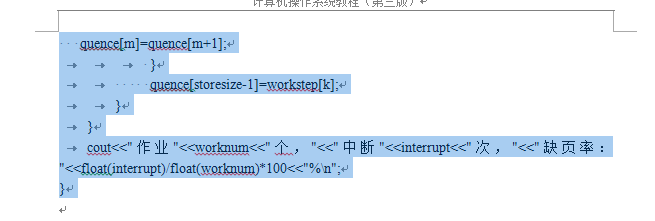 计算机操作系统教程（第三版）
quence[m]=quence[m+1];
}
quence[storesize-1]=workstep[k];
}
}
cout<<"作业"<<worknum<<"个，"<<"中断"<<interrupt<<"次，"<<"缺页率：
"<<float(interrupt)/float(worknum)*100<<"%\n";
}